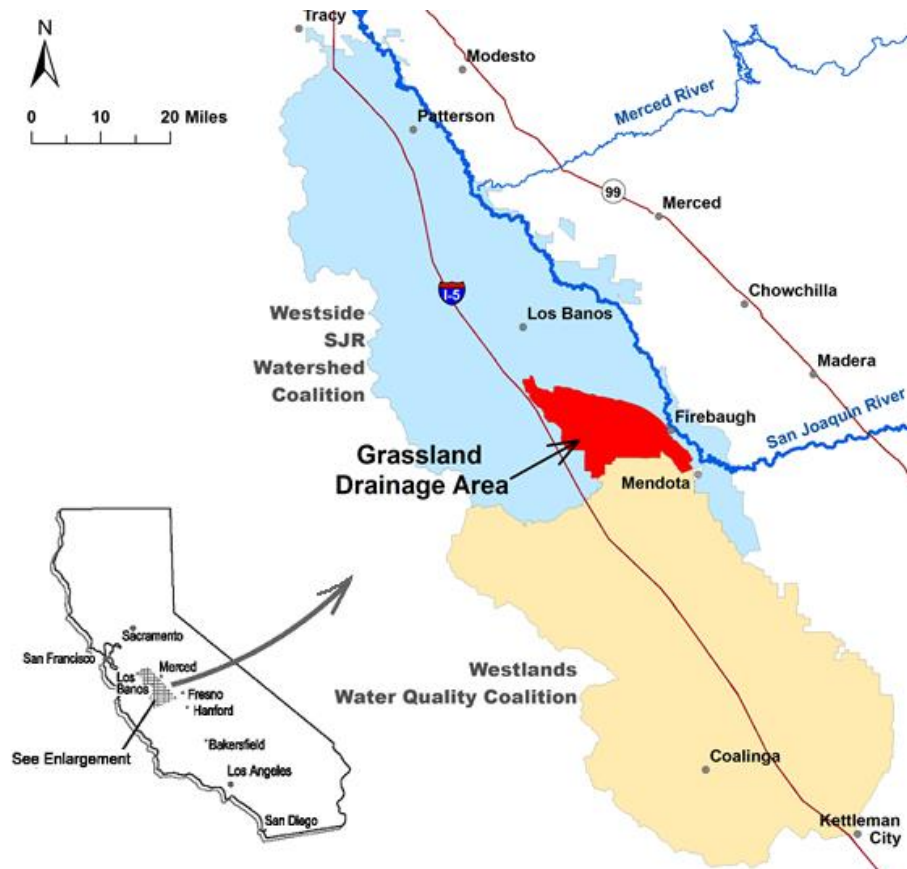 N
0 10 20 Miles
Tracy
Modesto
Patterson
Merced River
99
Merced
I-5
Chowchilla
Los Banos
Westside
SJR
Watershed
Coalition
Madera
Firebaugh
San Joaquin River
Grassland
Drainage Area
Mendota
Westlands
Water Quality Coalition
Coalinga
Kettleman
City
Sacramento
San Francisco
Merced
Los
Banos
Fresno
Hanford
See Enlargement
Bakersfield
Los Angeles
San Diego